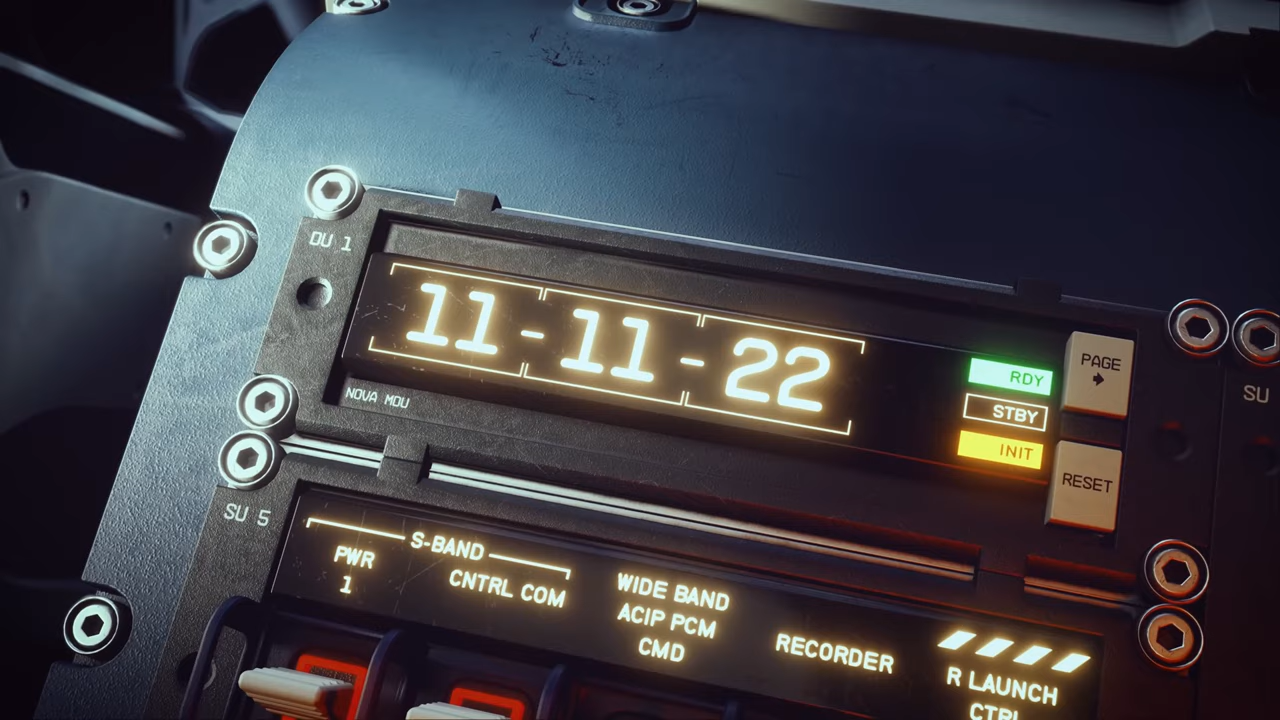 DU 1
11-11-22
RDY
STBY
INIT
PAGE
RESET
NOVA MDU
SU
SU 5
S-BAND
PWR
1
CNTRL COM
WIDE BAND
ACIP PCM
CMD
RECORDER
R LAUNCH
CTRL